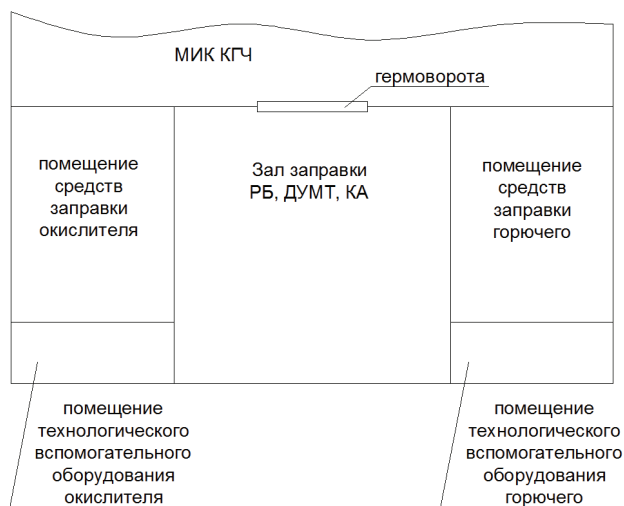 МИК КГЧ
гермоворота
помещение
средств
заправки
окислителя
Зал заправки
РБ, ДУМТ, КА
помещение
средств
заправки
горючего
помещение
технологического
вспомогательного
оборудования
окислителя
помещение
технологического
вспомогательного
оборудования
горючего